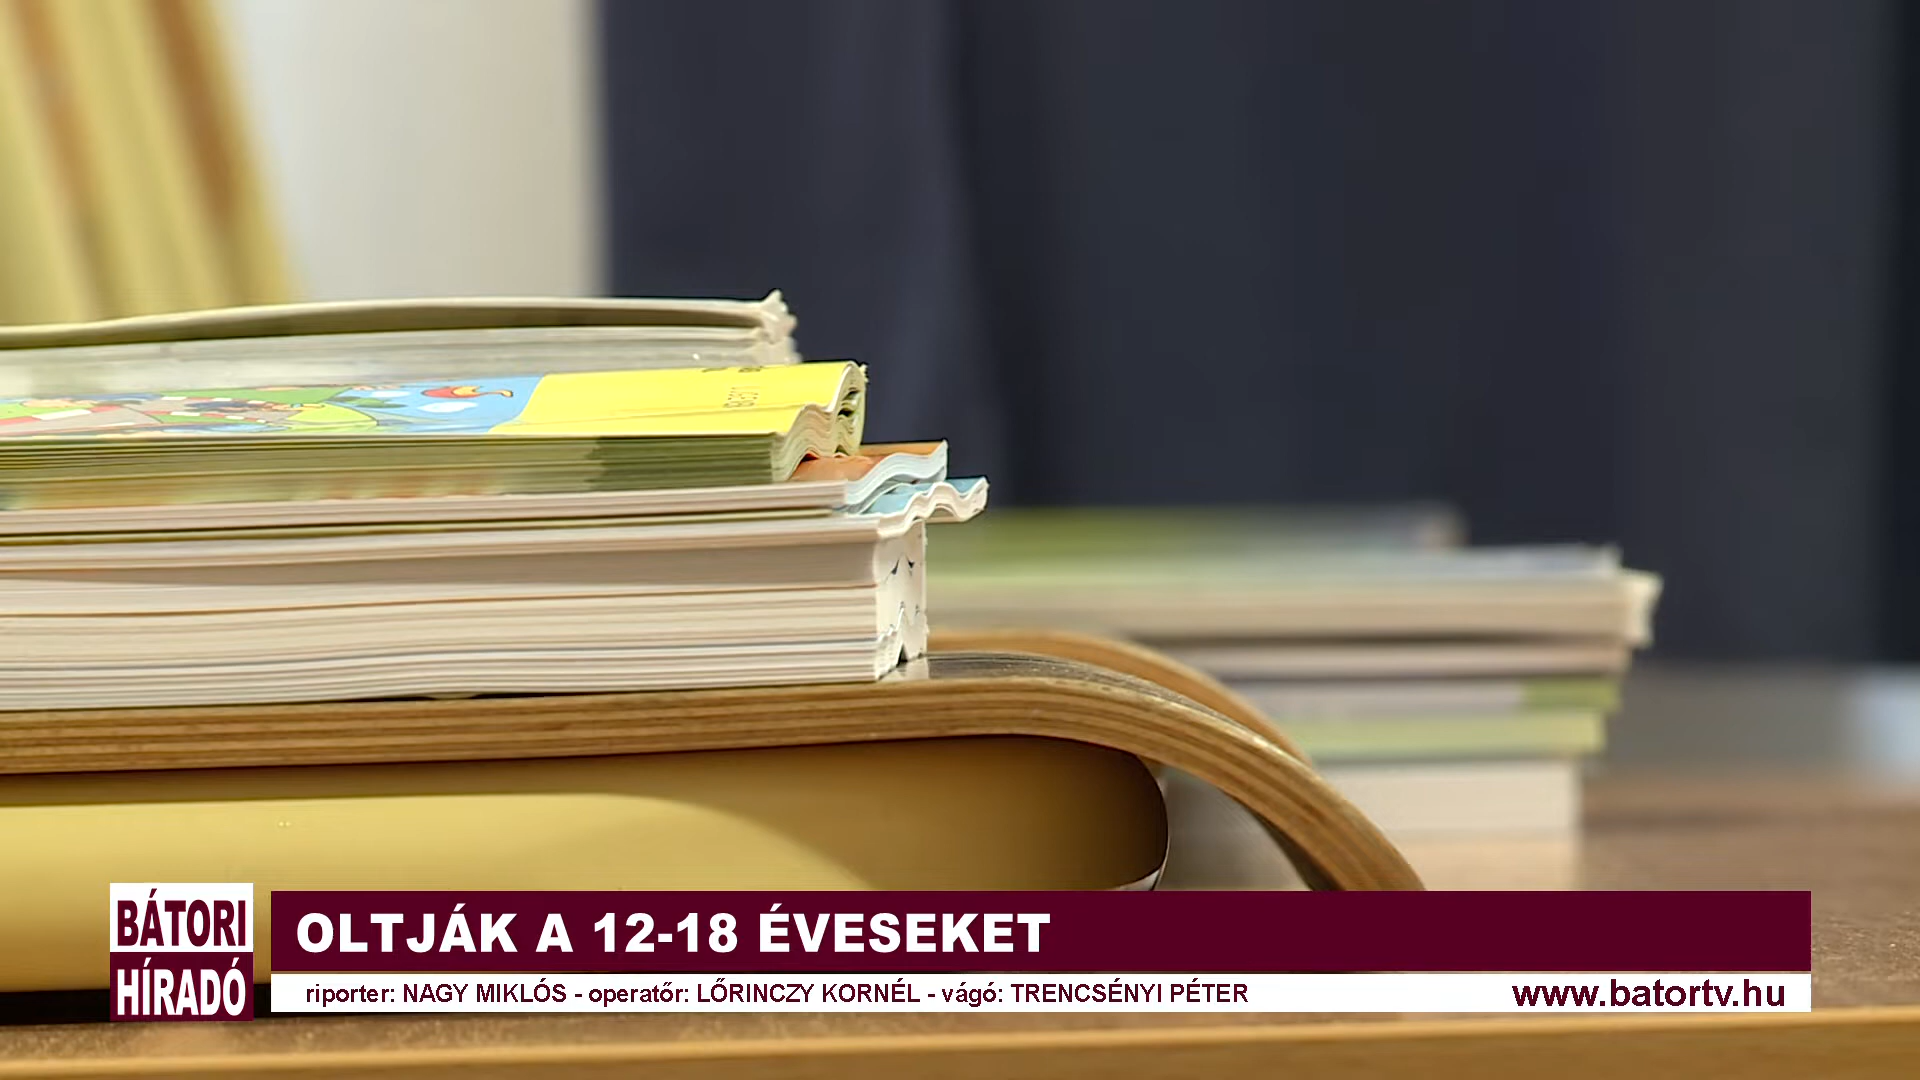 BÁTORI
HÍRADÓ
OLTJÁK A 12-18 ÉVESEKET
riporter: NAGY MIKLÓS - operatőr: LŐRINCZY KORNÉL - vágó: TRENCSÉNYI PÉTER
www.batortv.hu